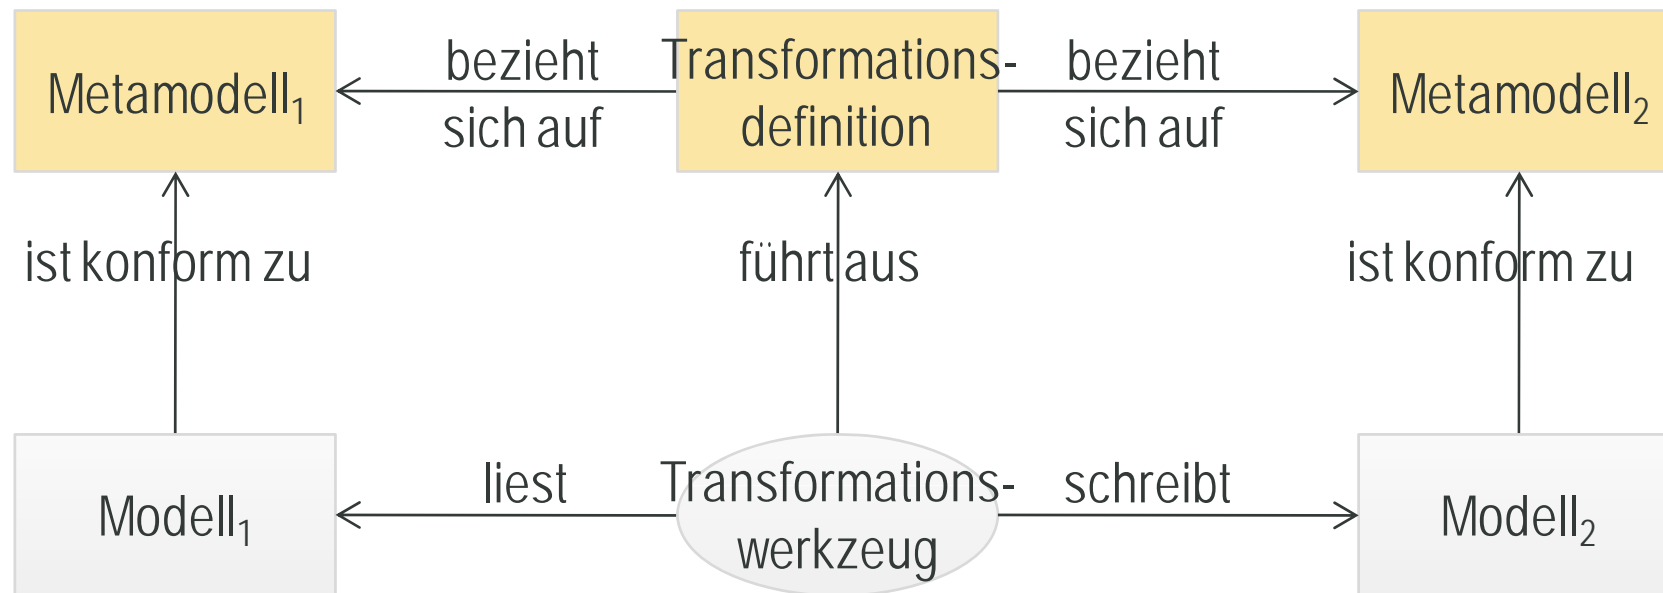 Metamodell₁
bezieht
sich auf
Transformations-
definition
bezieht
sich auf
Metamodell₂
ist konform zu
führt aus
ist konform zu
Modell₁
liest
Transformations-
werkzeug
schreibt
Modell₂